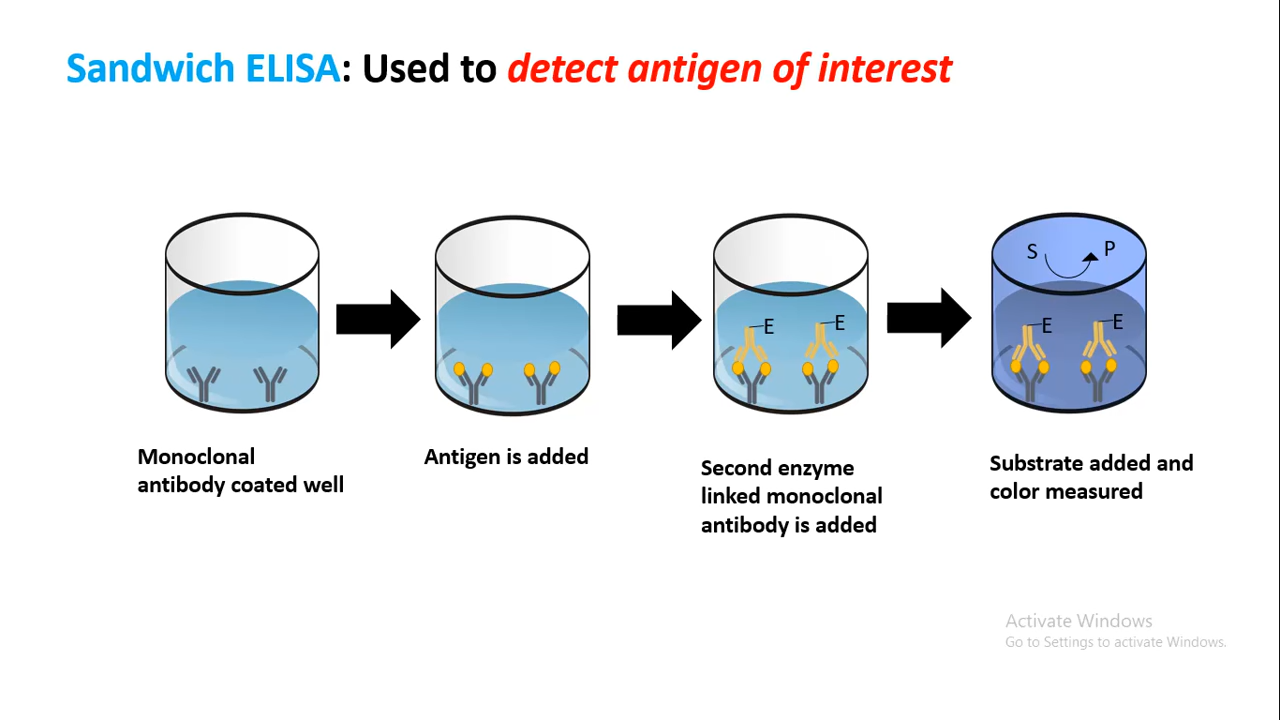 Sandwich ELISA: Used to detect antigen of interest
S P
E E
E E
Monoclonal
antibody coated well
Antigen is added
Second enzyme
linked monoclonal
antibody is added
Substrate added and
color measured
Activate Windows
Go to Settings to activate Windows.